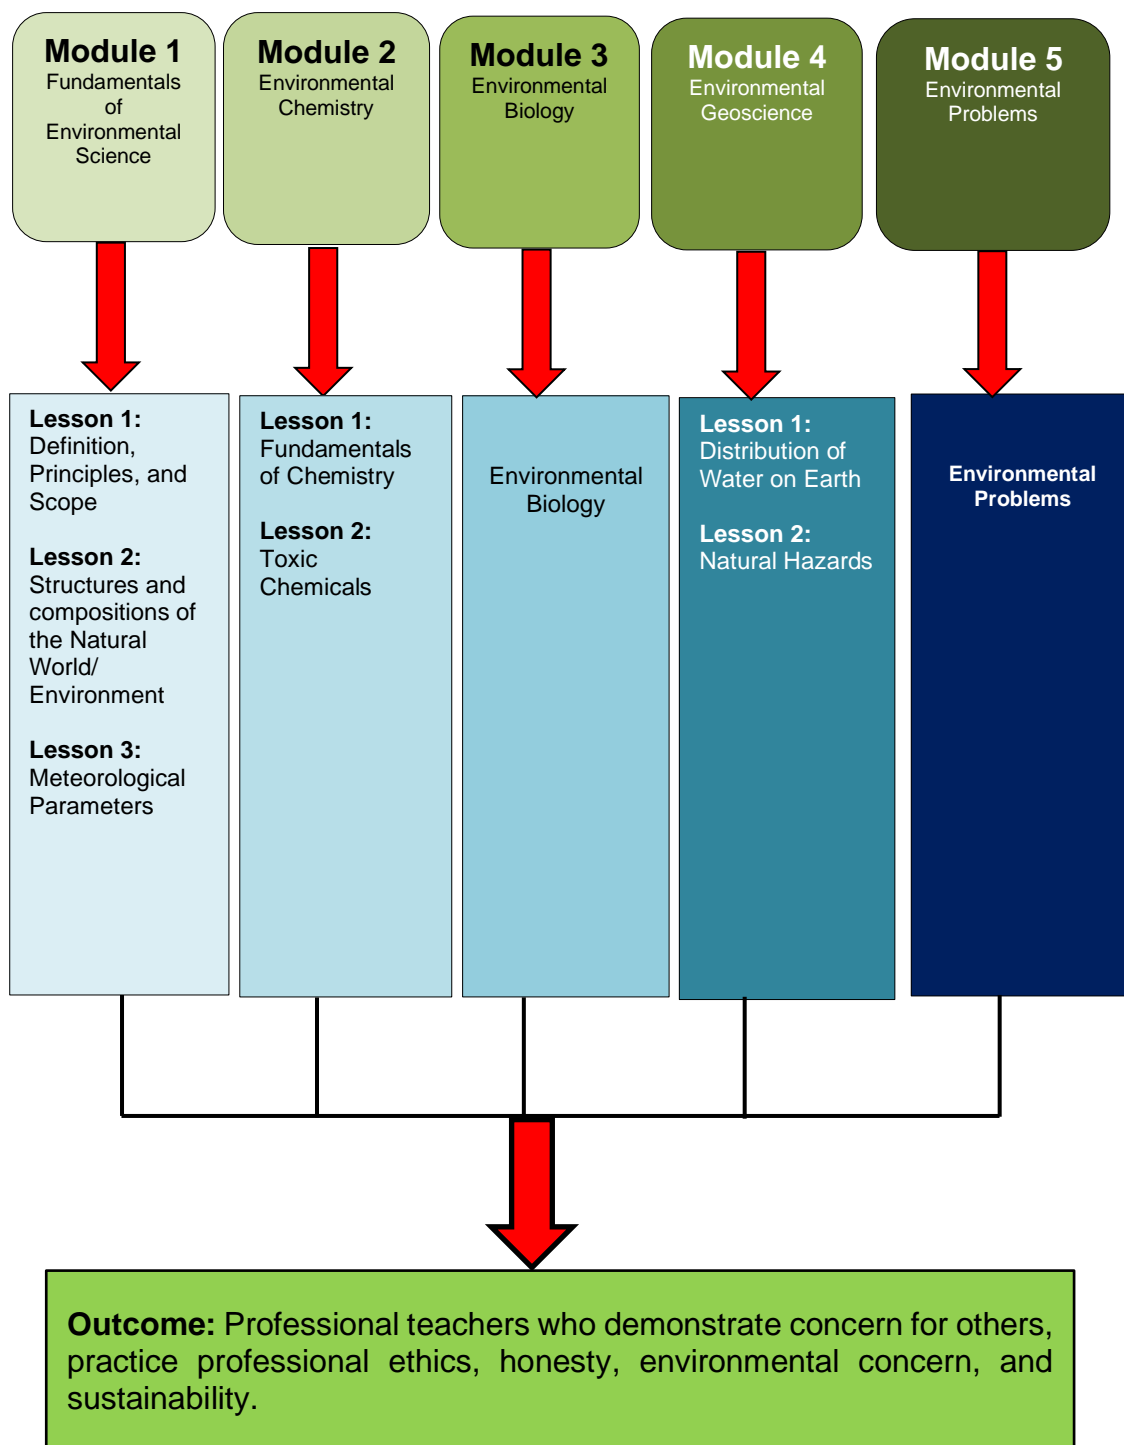 Module 1
Fundamentals
of
Environmental
Science
Module 2
Environmental
Chemistry
Module 3
Environmental
Biology
Module 4
Environmental
Geoscience
Module 5
Environmental
Problems
Lesson 1:
Definition,
Principles, and
Scope
Lesson 2:
Structures and
compositions of
the Natural
World/
Environment
Lesson 3:
Meteorological
Parameters
Lesson 1:
Fundamentals
of Chemistry
Lesson 2:
Toxic
Chemicals
Environmental
Biology
Lesson 1:
Distribution of
Water on Earth
Lesson 2:
Natural Hazards
Environmental
Problems
Outcome: Professional teachers who demonstrate concern for others,
practice professional ethics, honesty, environmental concern, and
sustainability.